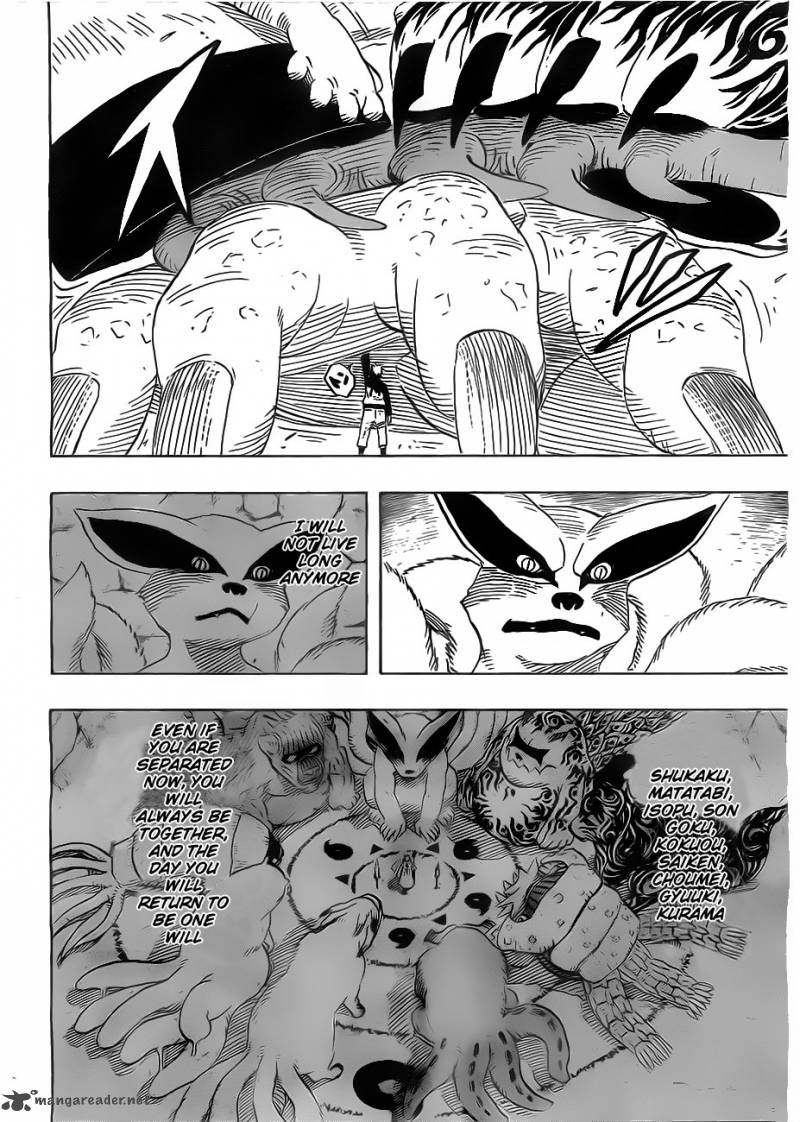 I WILL
NOT LIVE
LONG
ANYMORE
SHUKAKU,
MATATABI,
ISOPU, SON
GOKU,
KOKUOU,
SAIKEN,
CHOUMEI,
GYUUKI,
KURAMA
EVEN IF
YOU ARE
SEPARATED
NOW, YOU
WILL
ALWAYS BE
TOGETHER,
AND THE
DAY YOU
WILL
RETURN TO
BE ONE
WILL
mangareader.net